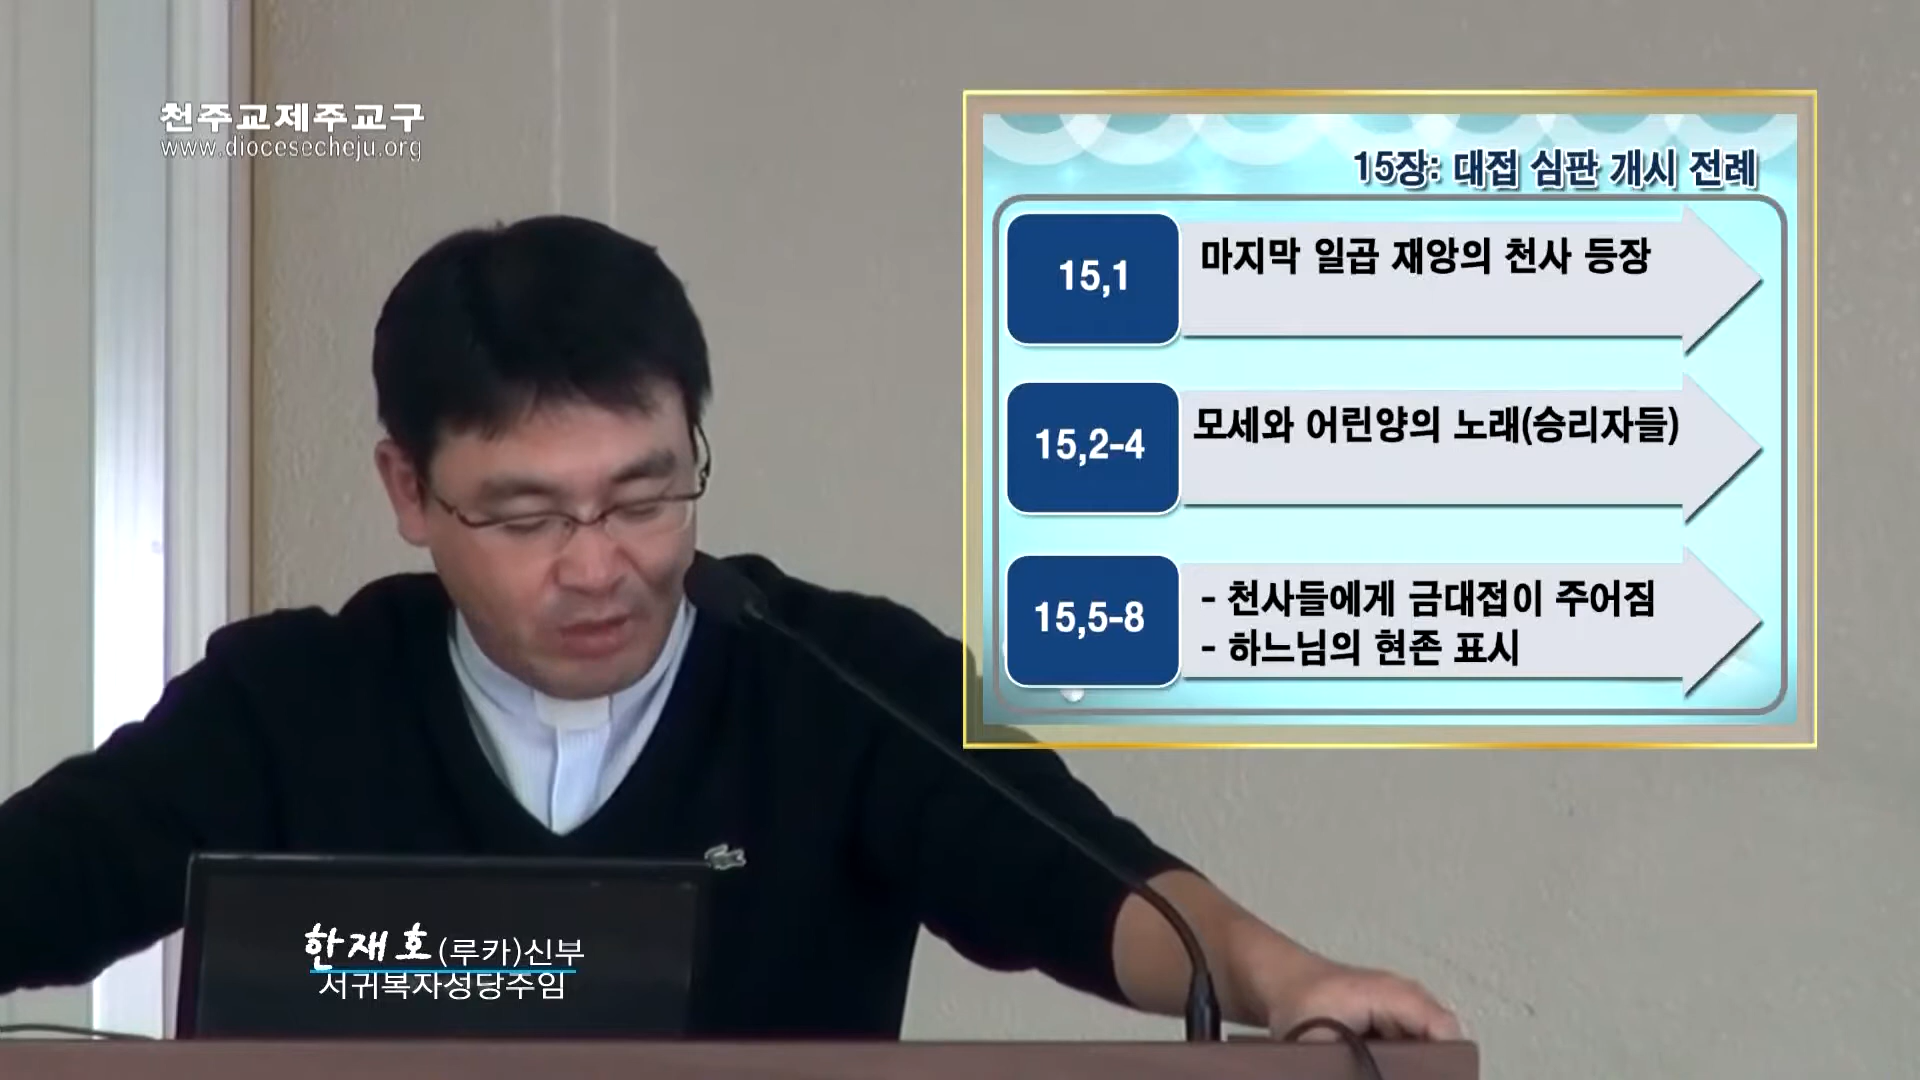 천주교제주교구
www.diocesecheju.org
15장: 대접 심판 개시 전례
15,1
마지막 일곱 재앙의 천사 등장
15,2-4
모세와 어린양의 노래(승리자들)
15,5-8
- 천사들에게 금대접이 주어짐
- 하느님의 현존 표시
한재호(루카)신부
서귀복자성당주임